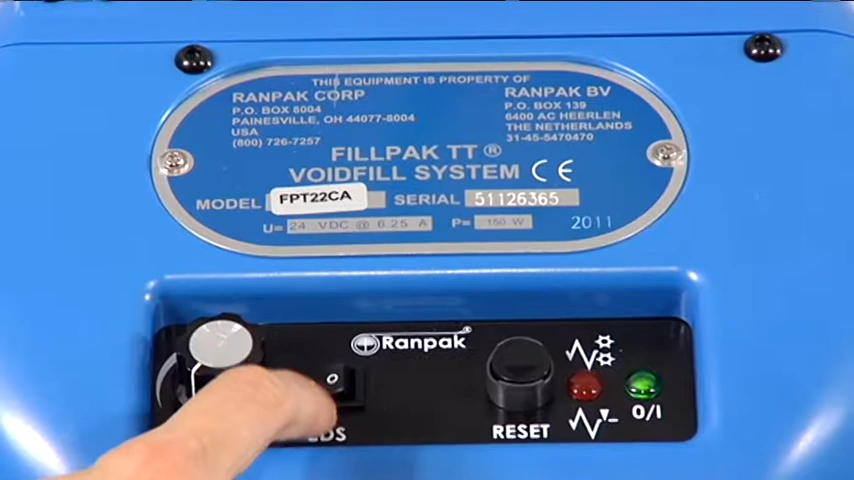 THIS EQUIPMENT IS PROPERTY OF
RANPAK CORP
P.O. BOX 8004
PAINESVILLE, OH 44077-8004
USA
(800) 726-7257
RANPAK BV
P.O. BOX 139
6400 AC HEERLEN
THE NETHERLANDS
31-45-5470470
FILLPAK TT ®
VOIDFILL SYSTEM CE
MODEL FPT22CA SERIAL 51126365
U= 24 VDC @ 6.25 A P= 150 W 2011
Ranpak®
O
EDS
RESET
0/I